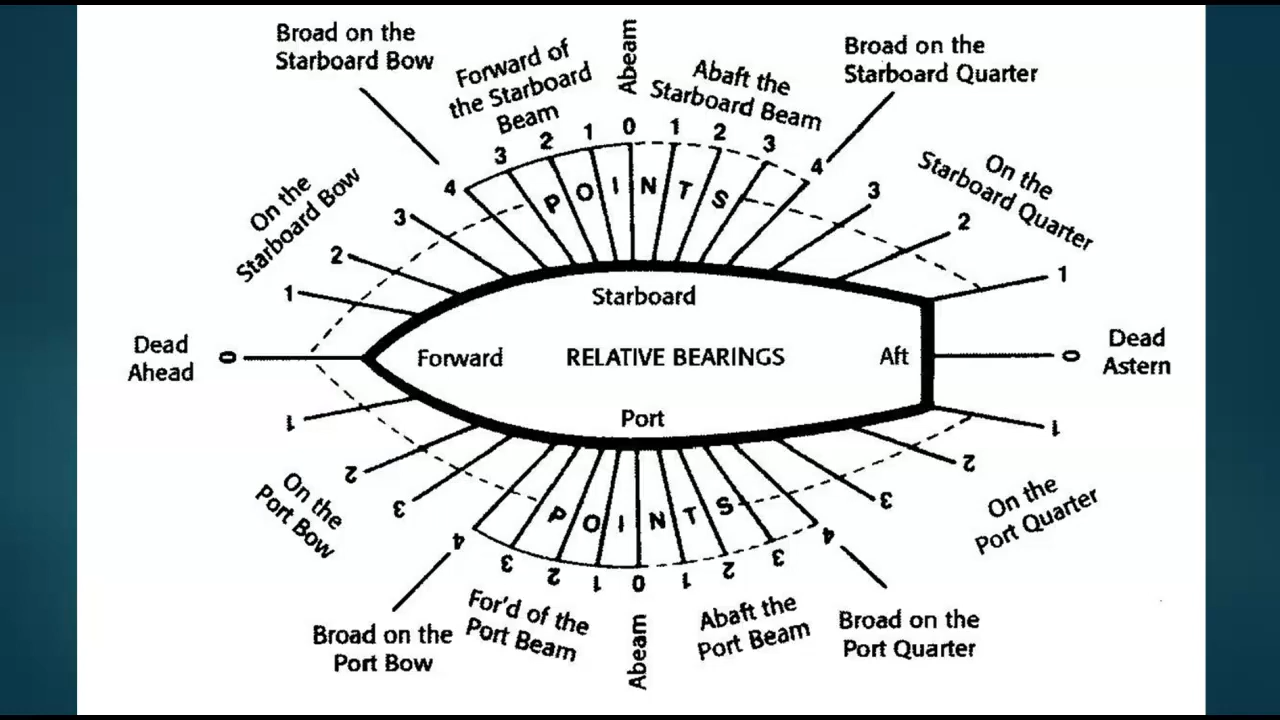 Broad on the
Starboard Bow
Forward of
the Starboard
Beam
Abeam
Abaft the
Starboard Beam
Broad on the
Starboard Quarter
4
3
2
1
0
1
2
3
4
POINTS
On the
Starboard Bow
3
2
1
On the
Starboard Quarter
3
2
1
Starboard
Dead
Ahead
0
Forward
RELATIVE BEARINGS
Aft
0
Dead
Astern
Port
1
2
3
On the
Port Bow
1
2
3
On the
Port Quarter
POINTS
4
3
2
1
0
1
2
3
4
Broad on the
Port Bow
For'd of the
Port Beam
Abeam
Abaft the
Port Beam
Broad on the
Port Quarter